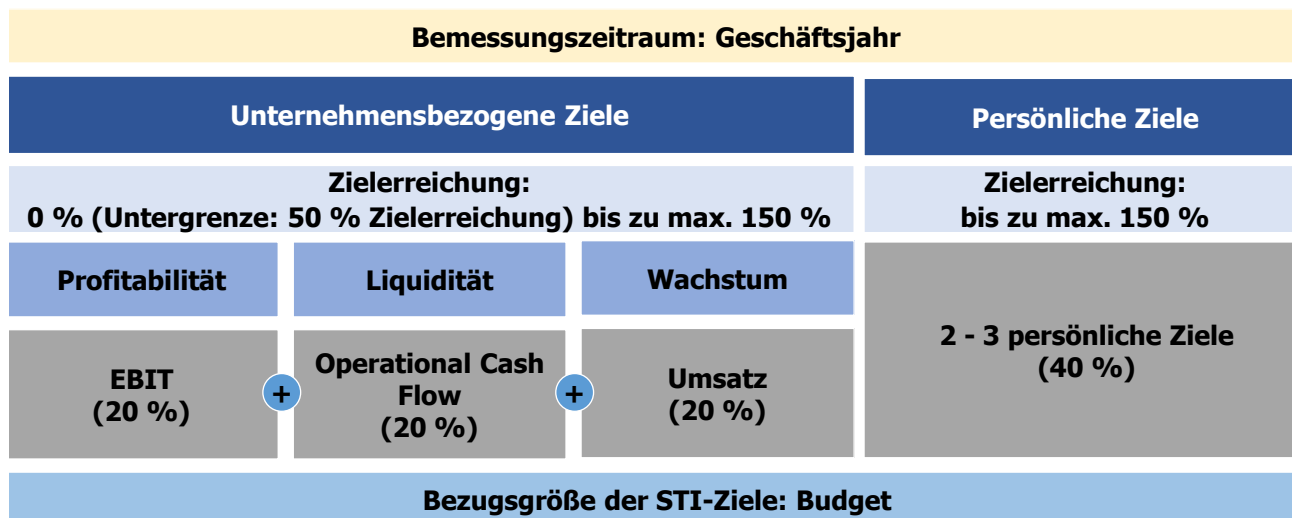 Bemessungszeitraum: Geschäftsjahr
Unternehmensbezogene Ziele
Persönliche Ziele
Zielerreichung:
0 % (Untergrenze: 50 % Zielerreichung) bis zu max. 150 %
Zielerreichung:
bis zu max. 150 %
Profitabilität
Liquidität
Wachstum
EBIT
(20 %)
+
Operational Cash
Flow
(20 %)
+
Umsatz
(20 %)
2 - 3 persönliche Ziele
(40 %)
Bezugsgröße der STI-Ziele: Budget